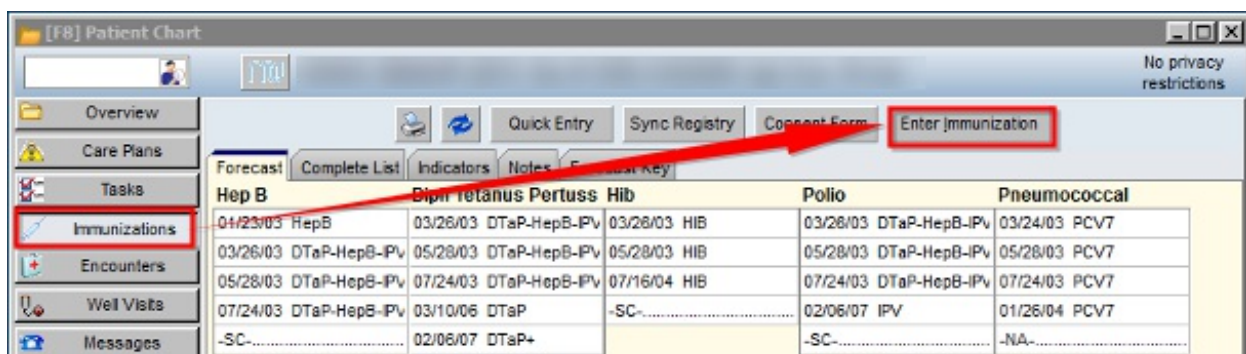 [F8] Patient Chart
No privacy
restrictions
Overview
Care Plans
Tasks
Immunizations
Encounters
Well Visits
Messages
Quick Entry Sync Registry Consent Form Enter Immunization
Forecast Complete List Indicators Notes Forecast Key
Hep B Diph Tetanus Pertuss Hib Polio Pneumococcal
01/23/03 HepB 03/26/03 DTaP-HepB-IPV 03/26/03 HIB 03/26/03 DTaP-HepB-IPV 03/24/03 PCV7
03/26/03 DTaP-HepB-IPV 05/28/03 DTaP-HepB-IPV 05/28/03 HIB 05/28/03 DTaP-HepB-IPV 05/28/03 PCV7
05/28/03 DTaP-HepB-IPV 07/24/03 DTaP-HepB-IPV 07/16/04 HIB 07/24/03 DTaP-HepB-IPV 07/24/03 PCV7
07/24/03 DTaP-HepB-IPV 03/10/06 DTaP -SC- 02/06/07 IPV 01/26/04 PCV7
-SC- 02/06/07 DTaP+ -SC- -NA-